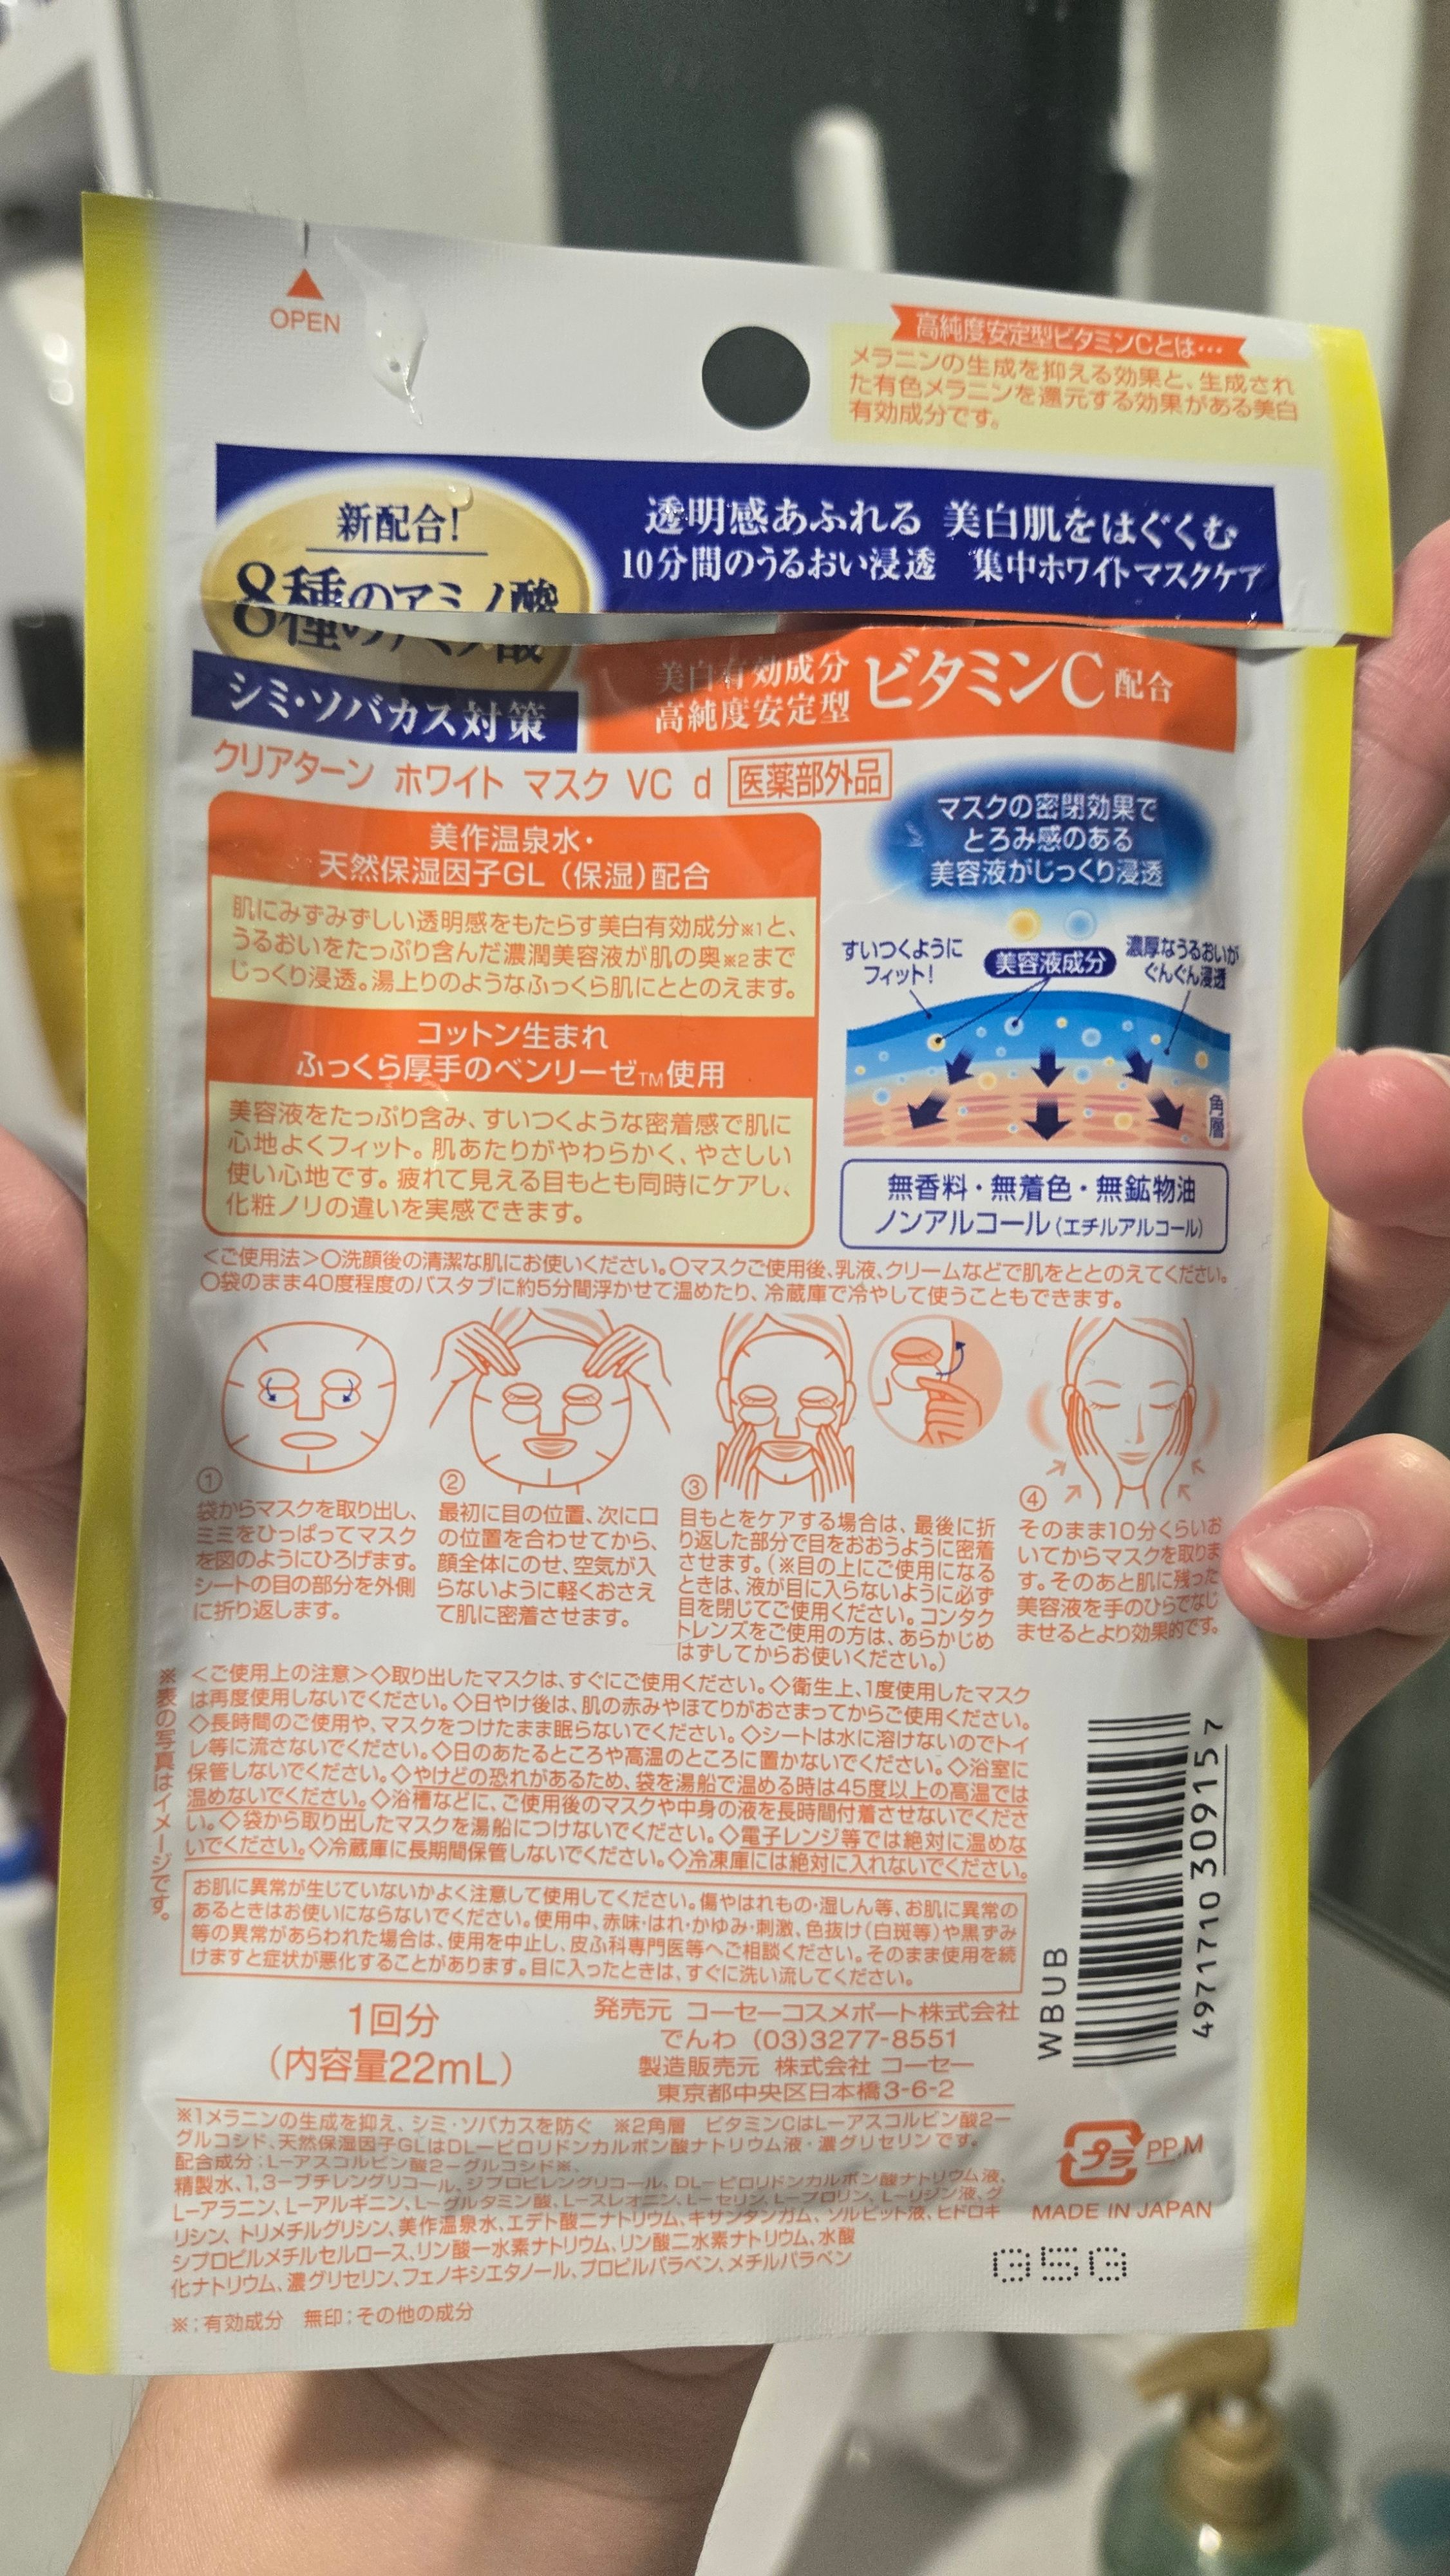 OPEN
高純度安定型ビタミンCとは…
メラニンの生成を抑える効果と、生成され
た有色メラニンを還元する効果がある美白
有効成分です。
新配合!
8種のアミノ酸
透明感あふれる 美白肌をはぐくむ
10分間のうるおい浸透 集中ホワイトマスクケア
シミ・ソバカス対策
美白有効成分
高純度安定型
ビタミンC配合
クリアターン ホワイト マスク VC d 医薬部外品
美作温泉水・
天然保湿因子GL(保湿)配合
肌にみずみずしい透明感をもたらす美白有効成分※1と、
うるおいをたっぷり含んだ濃潤美容液が肌の奥※2まで
じっくり浸透。湯上りのようなふっくら肌にととのえます。
コットン生まれ
ふっくら厚手のベンリーゼTM使用
美容液をたっぷり含み、すいつくような密着感で肌に
心地よくフィット。肌あたりがやわらかく、やさしい
使い心地です。疲れて見える目もとも同時にケアし、
化粧ノリの違いを実感できます。
マスクの密閉効果で
とろみ感のある
美容液がじっくり浸透
すいつくように
フィット!
美容液成分
濃厚なうるおいが
ぐんぐん浸透
角層
無香料・無着色・無鉱物油
ノンアルコール(エチルアルコール)
<ご使用法>○洗顔後の清潔な肌にお使いください。○マスクご使用後、乳液、クリームなどで肌をととのえてください。
○袋のまま40度程度のバスタブに約5分間浮かせて温めたり、冷蔵庫で冷やして使うこともできます。
①
袋からマスクを取り出し、
ミミをひっぱってマスク
を図のようにひろげます。
シートの目の部分を外側
に折り返します。
②
最初に目の位置、次に口
の位置を合わせてから、
顔全体にのせ、空気が入
らないように軽くおさえ
て肌に密着させます。
③
目もとをケアする場合は、最後に折
り返した部分で目をおおうように密着
させます。(※目の上にご使用になる
ときは、液が目に入らないように必ず
目を閉じてご使用ください。コンタク
トレンズをご使用の方は、あらかじめ
はずしてからお使いください。)
④
そのまま10分くらいお
いてからマスクを取りま
す。そのあと肌に残った
美容液を手のひらでなじ
ませるとより効果的です。
※表の写真はイメージです。
<ご使用上の注意>◇取り出したマスクは、すぐにご使用ください。◇衛生上、1度使用したマスク
は再度使用しないでください。◇日やけ後は、肌の赤みやほてりがおさまってからご使用ください。
◇長時間のご使用や、マスクをつけたまま眠らないでください。◇シートは水に溶けないのでトイ
レ等に流さないでください。◇日のあたるところや高温のところに置かないでください。◇浴室に
保管しないでください。◇やけどの恐れがあるため、袋を湯船で温める時は45度以上の高温では
温めないでください。◇浴槽などに、ご使用後のマスクや中身の液を長時間付着させないでくださ
い。◇袋から取り出したマスクを湯船につけないでください。◇電子レンジ等では絶対に温めな
いでください。◇冷蔵庫に長期間保管しないでください。◇冷凍庫には絶対に入れないでください。
お肌に異常が生じていないかよく注意して使用してください。傷やはれもの・湿しん等、お肌に異常の
あるときはお使いにならないでください。使用中、赤味・はれ・かゆみ・刺激、色抜け(白斑等)や黒ずみ
等の異常があらわれた場合は、使用を中止し、皮ふ科専門医等へご相談ください。そのまま使用を続
けますと症状が悪化することがあります。目に入ったときは、すぐに洗い流してください。
1回分
(内容量22mL)
発売元 コーセーコスメポート株式会社
でんわ (03)3277-8551
製造販売元 株式会社 コーセー
東京都中央区日本橋3-6-2
WBUB
4971710309157
※1メラニンの生成を抑え、シミ・ソバカスを防ぐ ※2角層 ビタミンCはL－アスコルビン酸2－
グルコシド、天然保湿因子GLはDL－ピロリドンカルボン酸ナトリウム液・濃グリセリンです。
配合成分：L－アスコルビン酸2－グルコシド※、
精製水、1,3－ブチレングリコール、ジプロピレングリコール、DL－ピロリドンカルボン酸ナトリウム液、
L－アラニン、L－アルギニン、L－グルタミン酸、L－スレオニン、L－セリン、L－プロリン、L－リジン液、グ
リシン、トリメチルグリシン、美作温泉水、エデト酸二ナトリウム、キサンタンガム、ソルビット液、ヒドロキ
シプロピルメチルセルロース、リン酸一水素ナトリウム、リン酸二水素ナトリウム、水酸
化ナトリウム、濃グリセリン、フェノキシエタノール、プロピルパラベン、メチルパラベン
※：有効成分 無印：その他の成分
プラ PP,M
MADE IN JAPAN
G5G